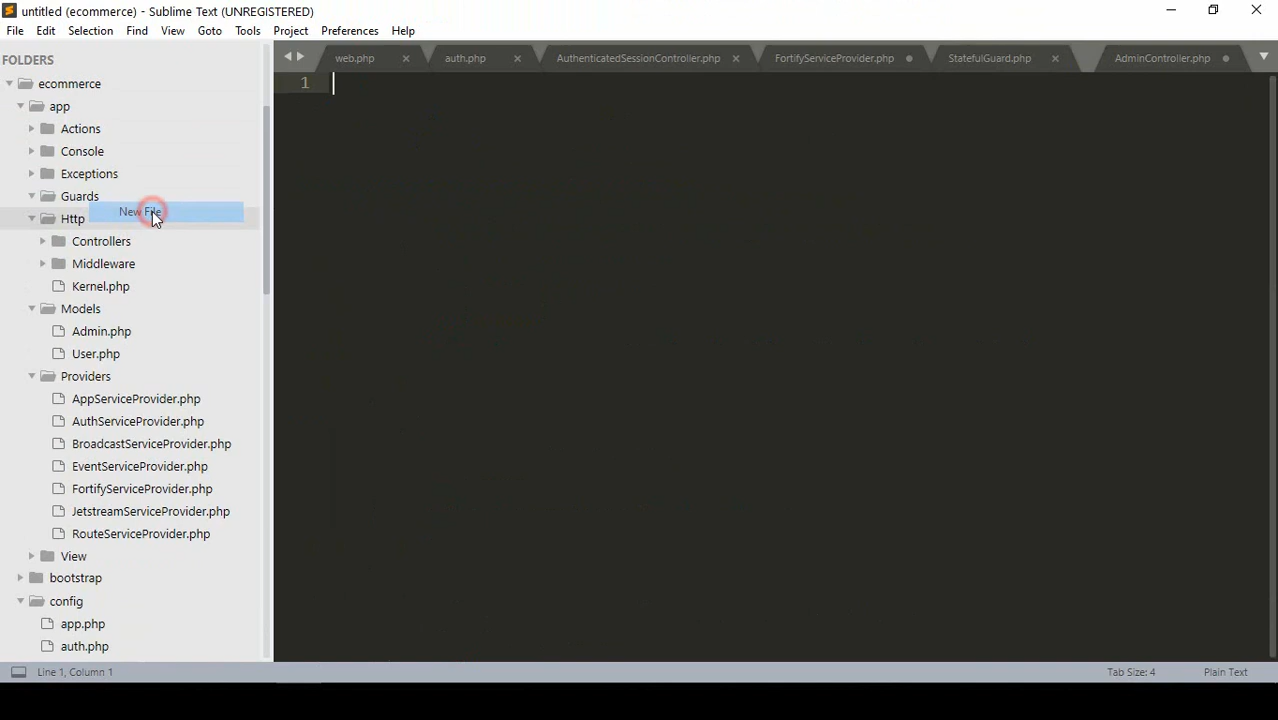 untitled (ecommerce) - Sublime Text (UNREGISTERED)
File Edit Selection Find View Goto Tools Project Preferences Help
FOLDERS
web.php auth.php AuthenticatedSessionController.php FortifyServiceProvider.php StatefulGuard.php AdminController.php
ecommerce
1
app
Actions
Console
Exceptions
Guards
New File
Http
Controllers
Middleware
Kernel.php
Models
Admin.php
User.php
Providers
AppServiceProvider.php
AuthServiceProvider.php
BroadcastServiceProvider.php
EventServiceProvider.php
FortifyServiceProvider.php
JetstreamServiceProvider.php
RouteServiceProvider.php
View
bootstrap
config
app.php
auth.php
Line 1, Column 1 Tab Size: 4 Plain Text